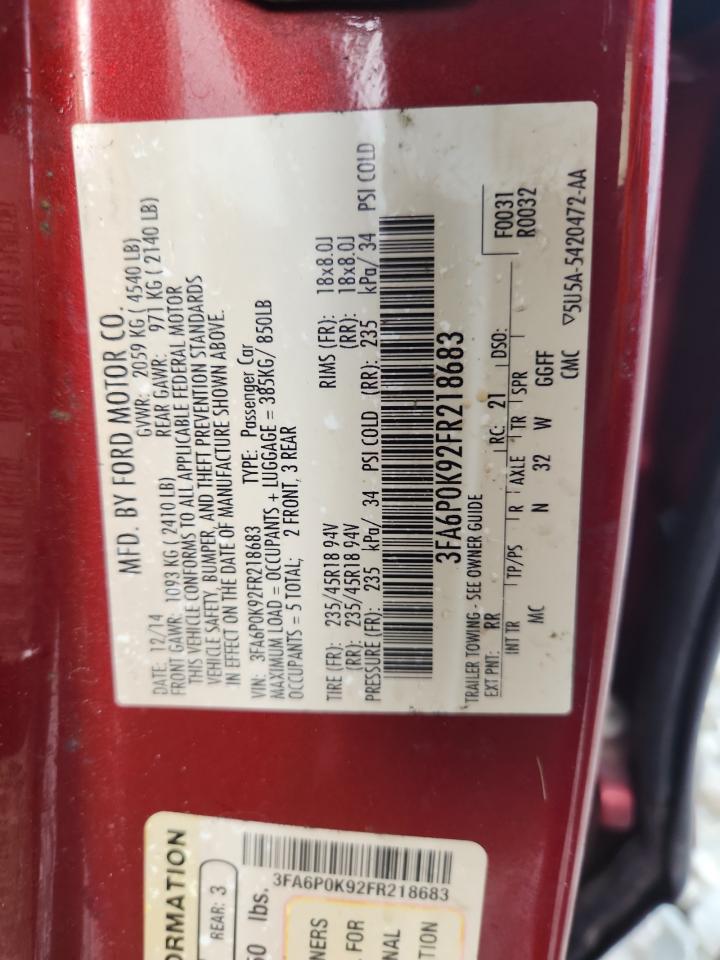 MFD. BY FORD MOTOR CO.
DATE: 12/14 GVWR: 2059 KG ( 4540 LB)
FRONT GAWR: 1093 KG ( 2410 LB) REAR GAWR: 971 KG ( 2140 LB)
THIS VEHICLE CONFORMS TO ALL APPLICABLE FEDERAL MOTOR
VEHICLE SAFETY, BUMPER, AND THEFT PREVENTION STANDARDS
IN EFFECT ON THE DATE OF MANUFACTURE SHOWN ABOVE.
VIN: 3FA6P0K92FR218683 TYPE: Passenger Car
MAXIMUM LOAD = OCCUPANTS + LUGGAGE = 385KG/ 850LB
OCCUPANTS = 5 TOTAL; 2 FRONT, 3 REAR
TIRE (FR): 235/45R18 94V RIMS (FR): 18x8.0J
(RR): 235/45R18 94V (RR): 18x8.0J
PRESSURE (FR): 235 kPa/ 34 PSI COLD (RR): 235 kPa/ 34 PSI COLD
3FA6P0K92FR218683
TRAILER TOWING - SEE OWNER GUIDE F0031
EXT PNT: RR RC: 21 DSO: R0032
INT TR TP/PS R AXLE TR SPR
MC N 32 W GGFF
CMC ▽5U5A-5420472-AA
ORMATION
REAR: 3
lbs.
3FA6P0K92FR218683
NERS
FOR
NAL
TION